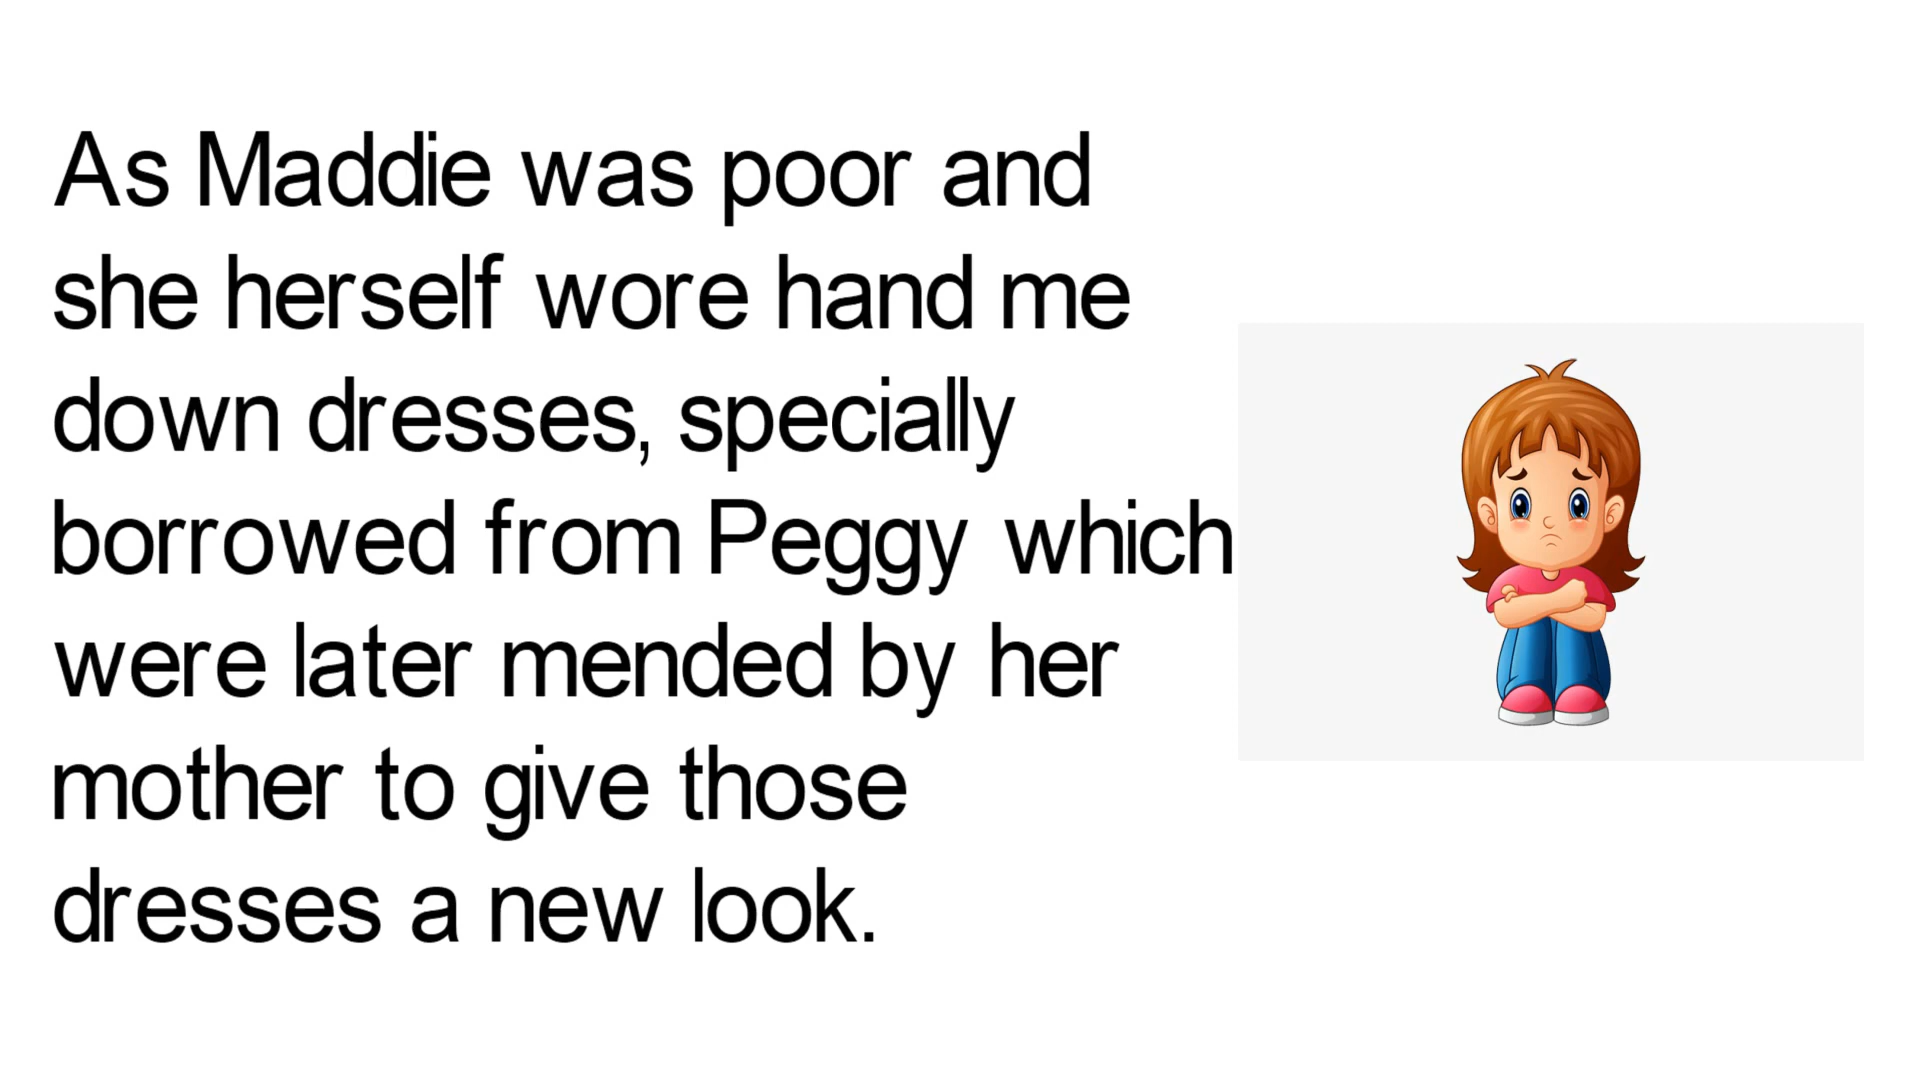 As Maddie was poor and
she herself wore hand me
down dresses, specially
borrowed from Peggy which
were later mended by her
mother to give those
dresses a new look.